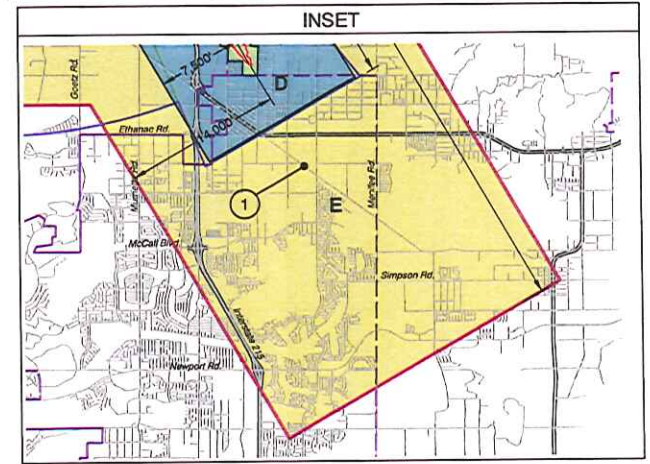 INSET
Goetz Rd.
7,500'
D
14,000'
Ethanac Rd.
Murrieta Rd.
1
E
Menifee Rd.
McCall Blvd.
Simpson Rd.
Interstate 215
Newport Rd.